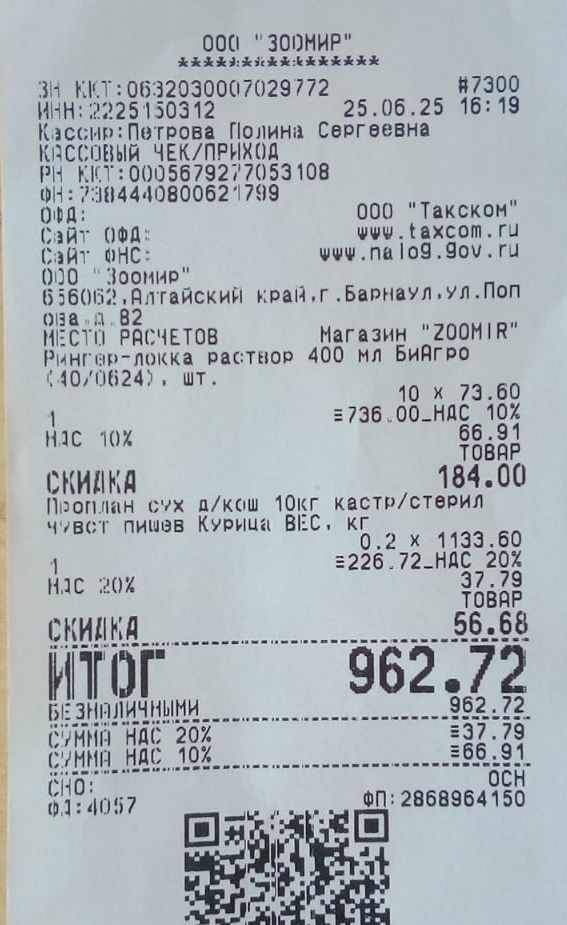 ООО "ЗООМИР"
********************
ЗН ККТ:0632030007029772 #7300
ИНН:2225150312 25.06.25 16:19
Кассир:Петрова Полина Сергеевна
КАССОВЫЙ ЧЕК/ПРИХОД
РН ККТ:0005679277053108
ФН:7384440800621799
ОФД: ООО "Такском"
Сайт ОФД: www.taxcom.ru
Сайт ФНС: www.nalog.gov.ru
ООО "Зоомир"
656062,Алтайский край,г.Барнаул,ул.Поп
ова,д.82
МЕСТО РАСЧЕТОВ Магазин "ZOOMIR"
Рингер-локка раствор 400 мл БиАгро
(40/0624), шт.
10 x 73.60
1 ≡736.00_НДС 10%
НДС 10% 66.91
ТОВАР
СКИДКА 184.00
Проплан сух д/кош 10кг кастр/стерил
чувст пищев Курица ВЕС, кг
0.2 x 1133.60
1 ≡226.72_НДС 20%
НДС 20% 37.79
ТОВАР
СКИДКА 56.68
ИТОГ 962.72
БЕЗНАЛИЧНЫМИ 962.72
СУММА НДС 20% ≡37.79
СУММА НДС 10% ≡66.91
СНО: ОСН
ФД:4057 ФП:2868964150